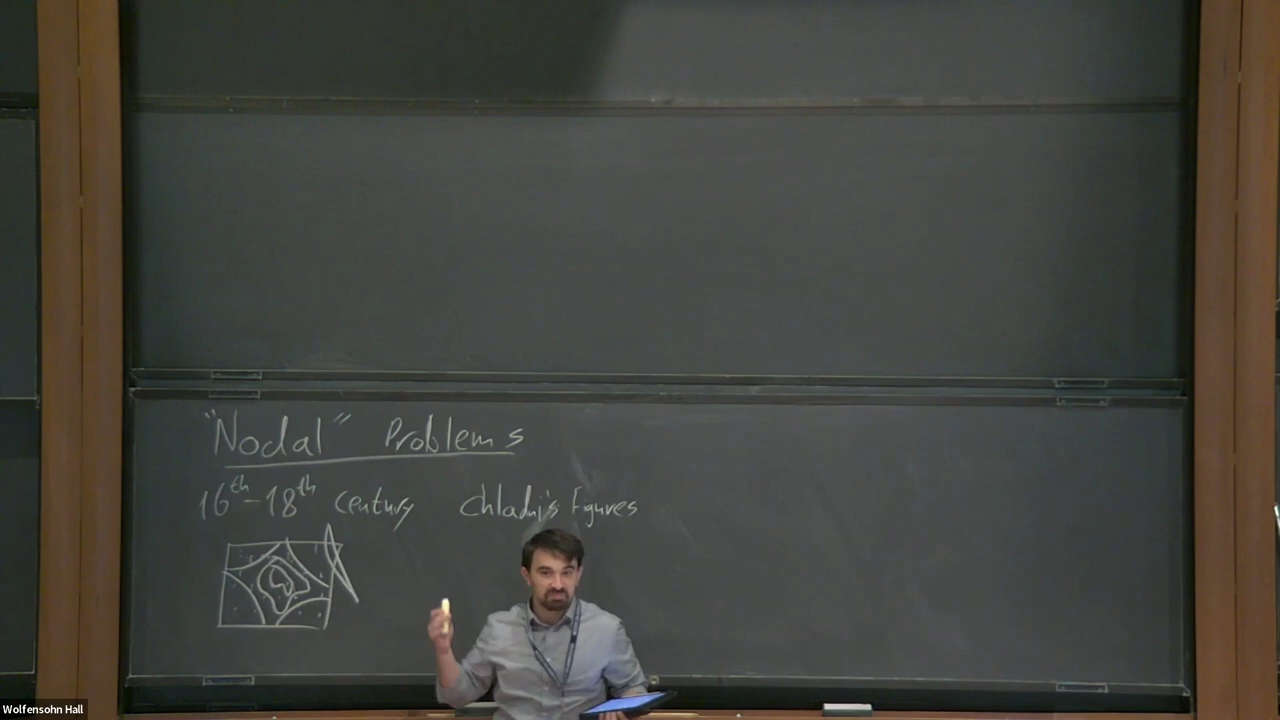 "Nodal" Problems
16th-18th century Chladni's figures
Wolfensohn Hall